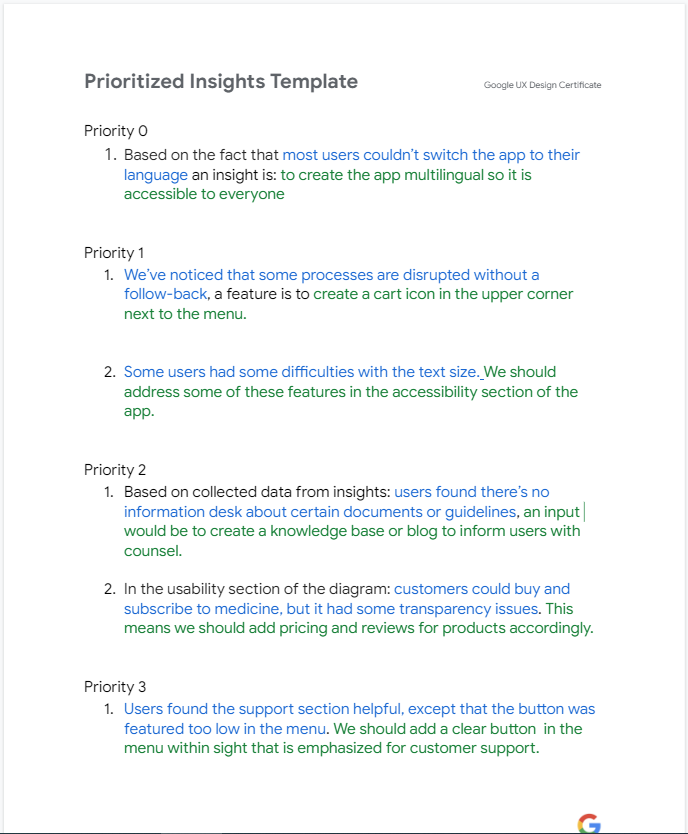 Prioritized Insights Template
Google UX Design Certificate
Priority 0
1. Based on the fact that most users couldn't switch the app to their
language an insight is: to create the app multilingual so it is
accessible to everyone
Priority 1
1. We've noticed that some processes are disrupted without a
follow-back, a feature is to create a cart icon in the upper corner
next to the menu.
2. Some users had some difficulties with the text size. We should
address some of these features in the accessibility section of the
app.
Priority 2
1. Based on collected data from insights: users found there's no
information desk about certain documents or guidelines, an input
would be to create a knowledge base or blog to inform users with
counsel.
2. In the usability section of the diagram: customers could buy and
subscribe to medicine, but it had some transparency issues. This
means we should add pricing and reviews for products accordingly.
Priority 3
1. Users found the support section helpful, except that the button was
featured too low in the menu. We should add a clear button  in the
menu within sight that is emphasized for customer support.
G